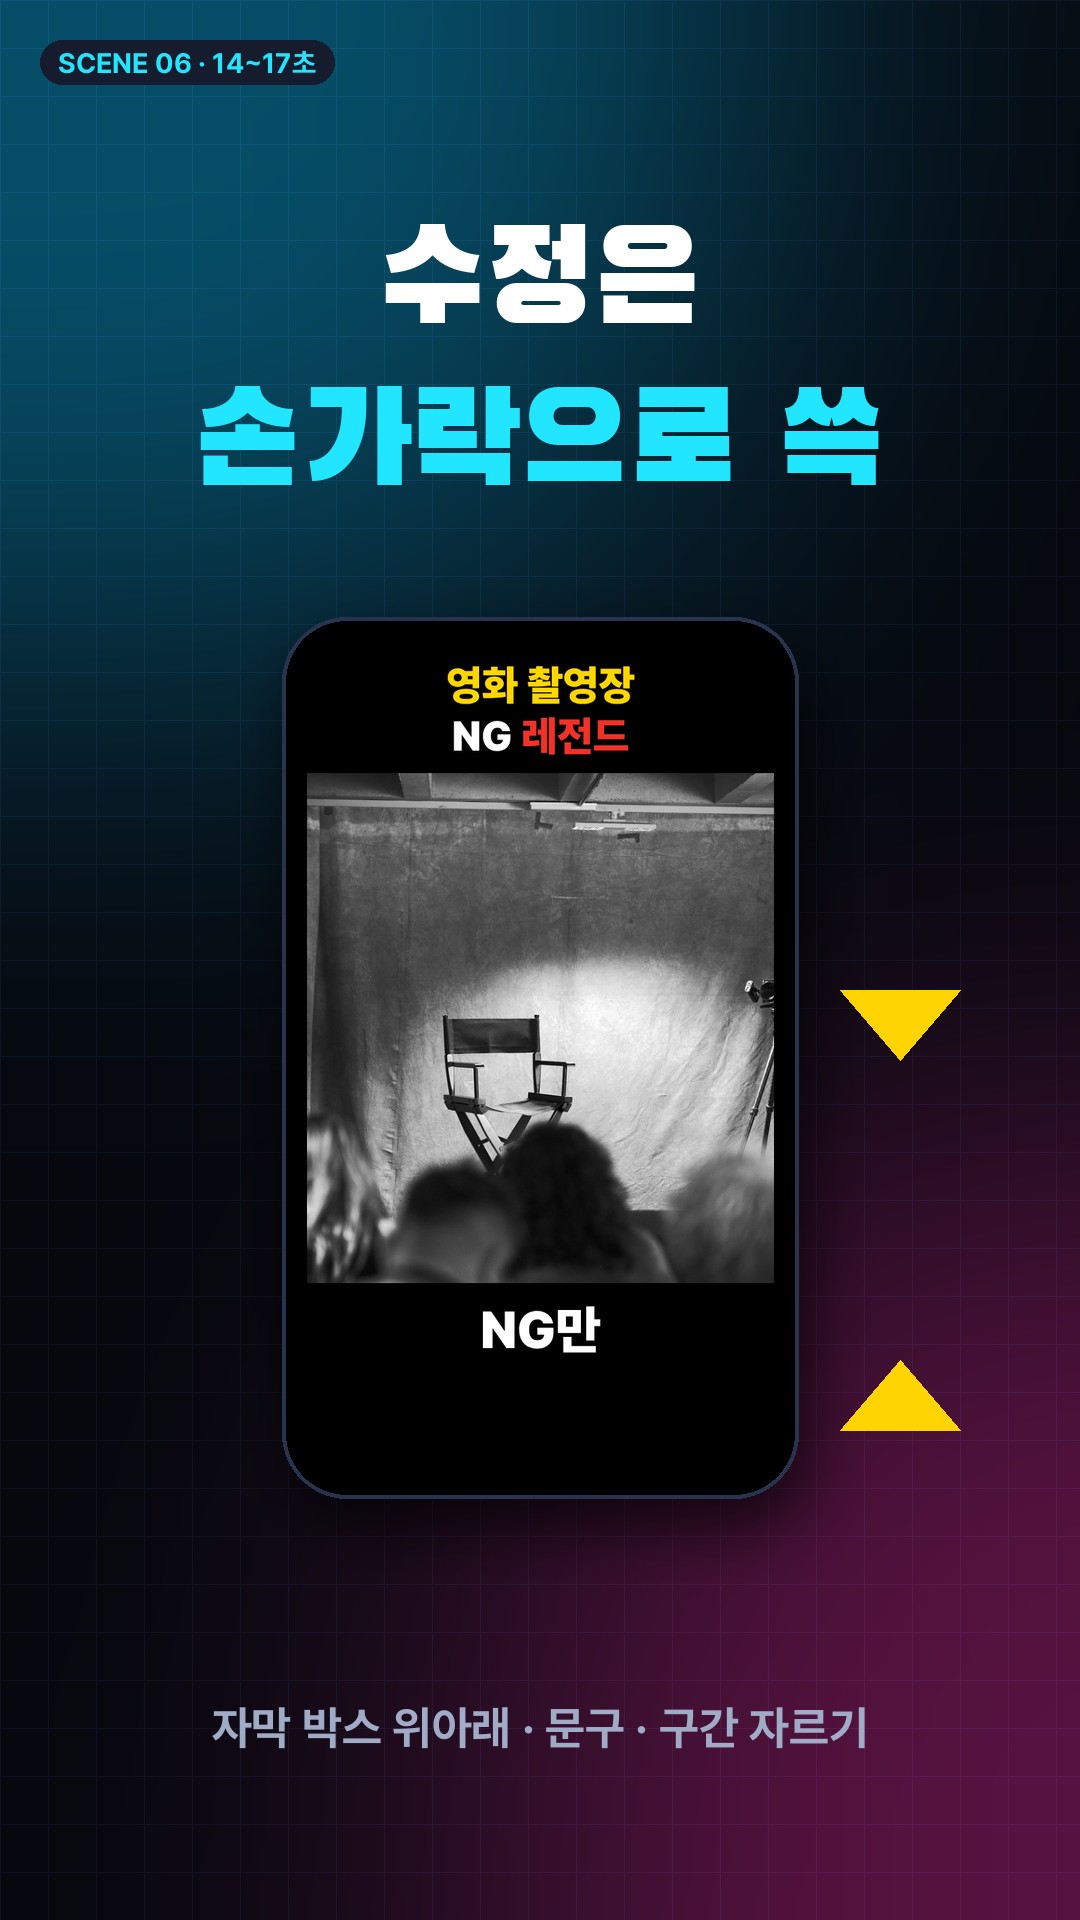 SCENE 06 · 14~17초
수정은
손가락으로 쓱
영화 촬영장
NG 레전드
NG만
자막 박스 위아래 · 문구 · 구간 자르기